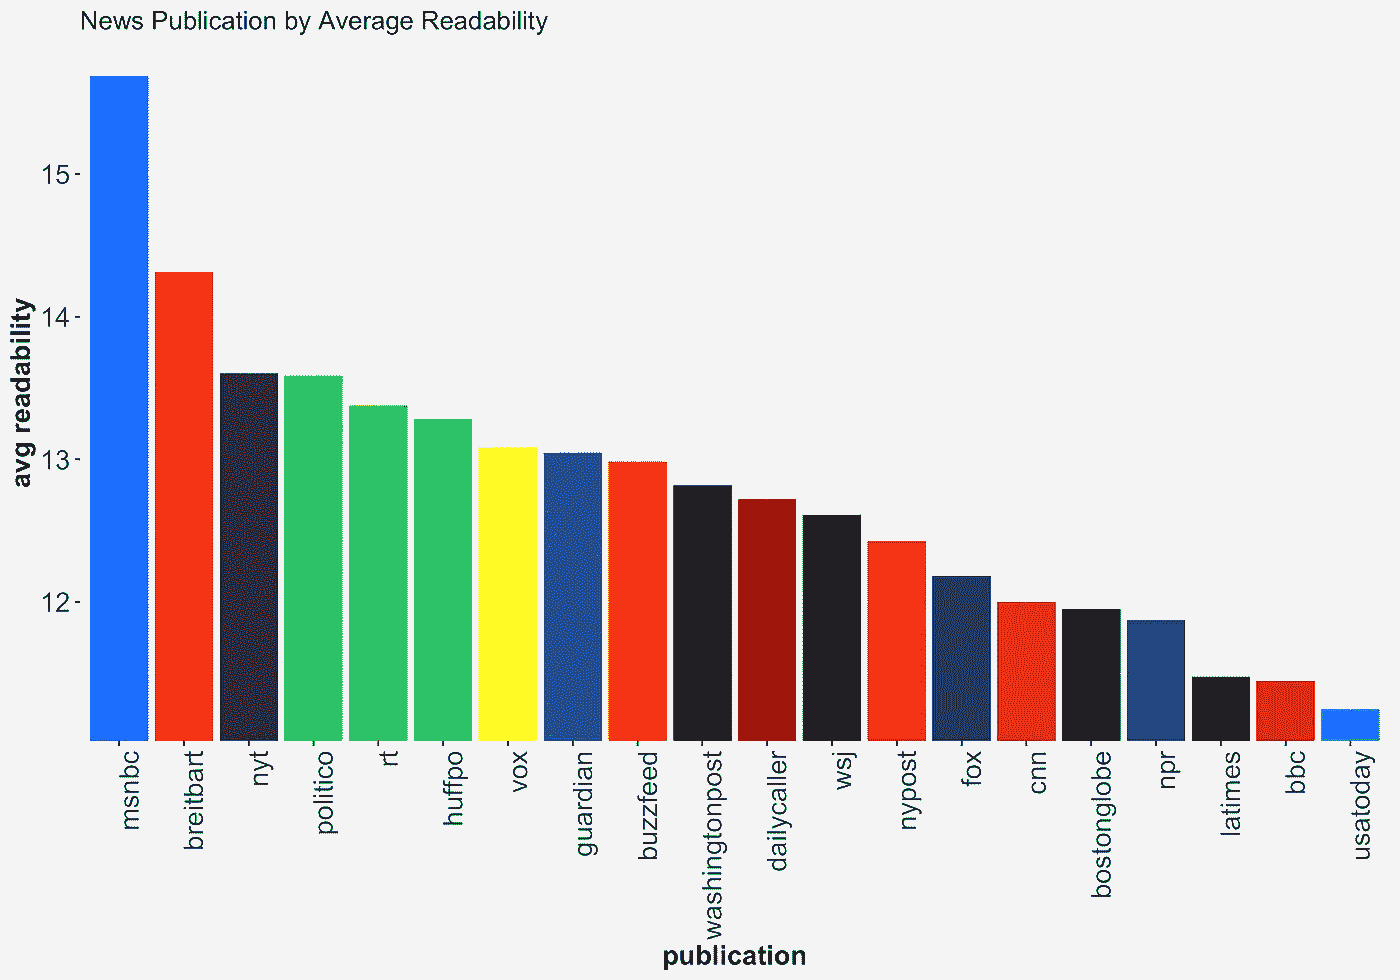 News Publication by Average Readability
avg readability
15
14
13
12
msnbc
breitbart
nyt
politico
rt
huffpo
vox
guardian
buzzfeed
washingtonpost
dailycaller
wsj
nypost
fox
cnn
bostonglobe
npr
latimes
bbc
usatoday
publication